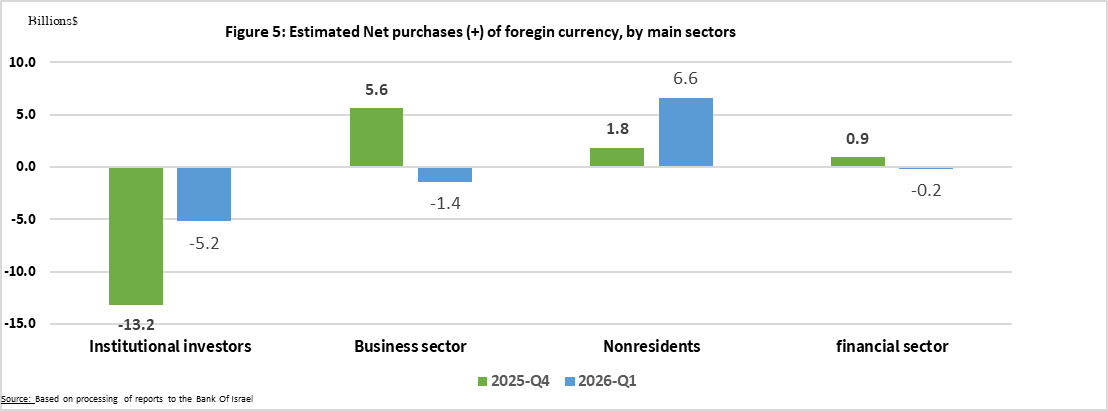 Billions$
Figure 5: Estimated Net purchases (+) of foregin currency, by main sectors
10.0
5.0
0.0
-5.0
-10.0
-15.0
5.6
6.6
1.8
0.9
-1.4
-0.2
-5.2
-13.2
Institutional investors
Business sector
Nonresidents
financial sector
2025-Q4
2026-Q1
Source: Based on processing of reports to the Bank Of Israel